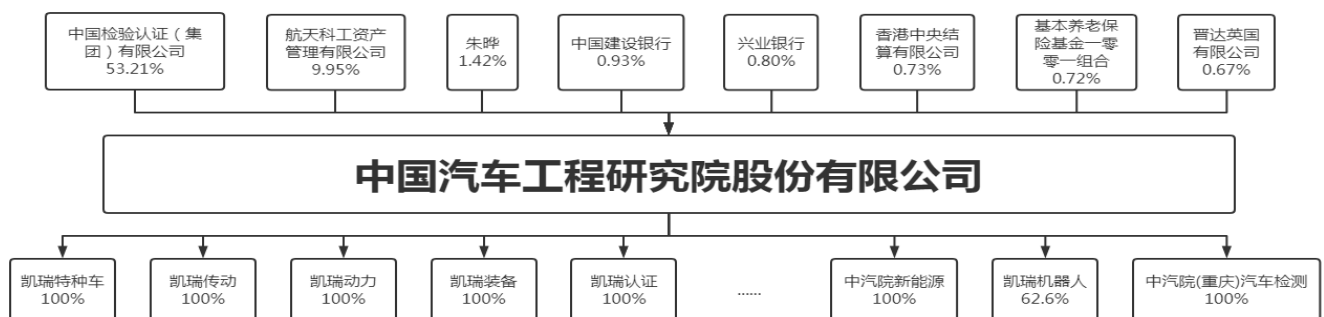 中国检验认证（集
团）有限公司
53.21%
航天科工资产
管理有限公司
9.95%
朱晔
1.42%
中国建设银行
0.93%
兴业银行
0.80%
香港中央结
算有限公司
0.73%
基本养老保
险基金一零
零一组合
0.72%
晋达英国
有限公司
0.67%
中国汽车工程研究院股份有限公司
凯瑞特种车
100%
凯瑞传动
100%
凯瑞动力
100%
凯瑞装备
100%
凯瑞认证
100%
......
中汽院新能源
100%
凯瑞机器人
62.6%
中汽院(重庆)汽车检测
100%